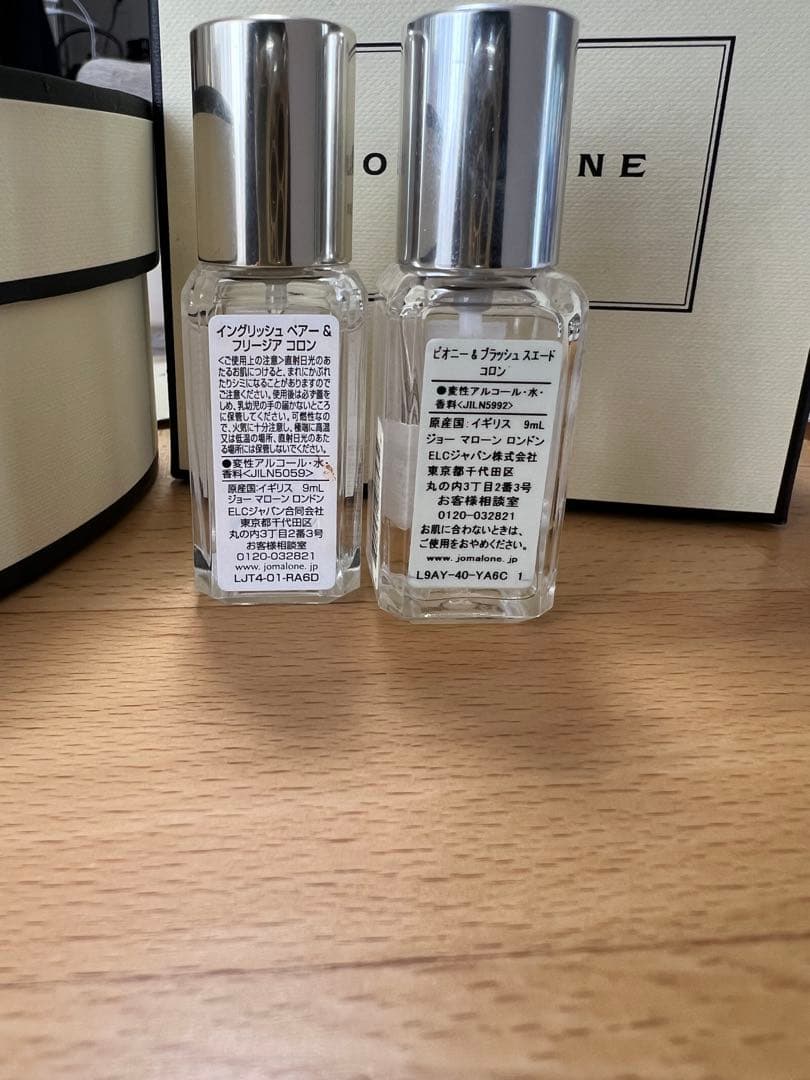 O NE
イングリッシュ ペアー &
フリージア コロン
<ご使用上の注意>直射日光のあ
たるお肌につけると、まれにかぶれ
たりシミになることがありますので
ご注意ください。使用後は必ず蓋を
しめ、乳幼児の手の届かないところ
に保管してください。可燃性なの
で、火気に十分注意し、極端に高温
又は低温の場所、直射日光のあた
る場所には保管しないでください。
●変性アルコール・水・
香料<JILN5059>
原産国:イギリス 9mL
ジョー マローン ロンドン
ELCジャパン合同会社
東京都千代田区
丸の内3丁目2番3号
お客様相談室
0120-032821
www. jomalone. jp
LJT4-01-RA6D
ピオニー & ブラッシュ スエード
コロン
●変性アルコール・水・
香料<JILN5992>
原産国:イギリス 9mL
ジョー マローン ロンドン
ELCジャパン株式会社
東京都千代田区
丸の内3丁目2番3号
お客様相談室
0120-032821
お肌に合わないときは、
ご使用をおやめください。
www. jomalone. jp
L9AY-40-YA6C 1